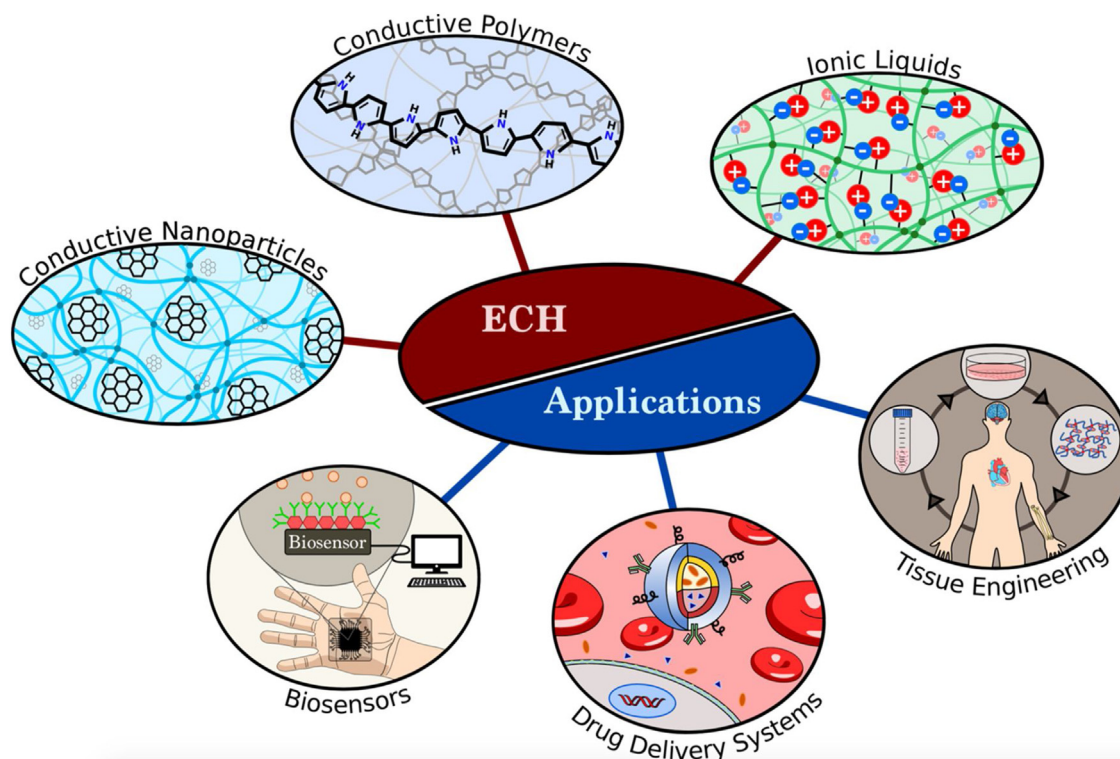 Conductive Polymers
Ionic Liquids
Conductive Nanoparticles
ECH
Applications
Biosensor
Biosensors
Drug Delivery Systems
Tissue Engineering
H
N
N
H
H
N
H
N
N
H
H
N
N
H
H
N